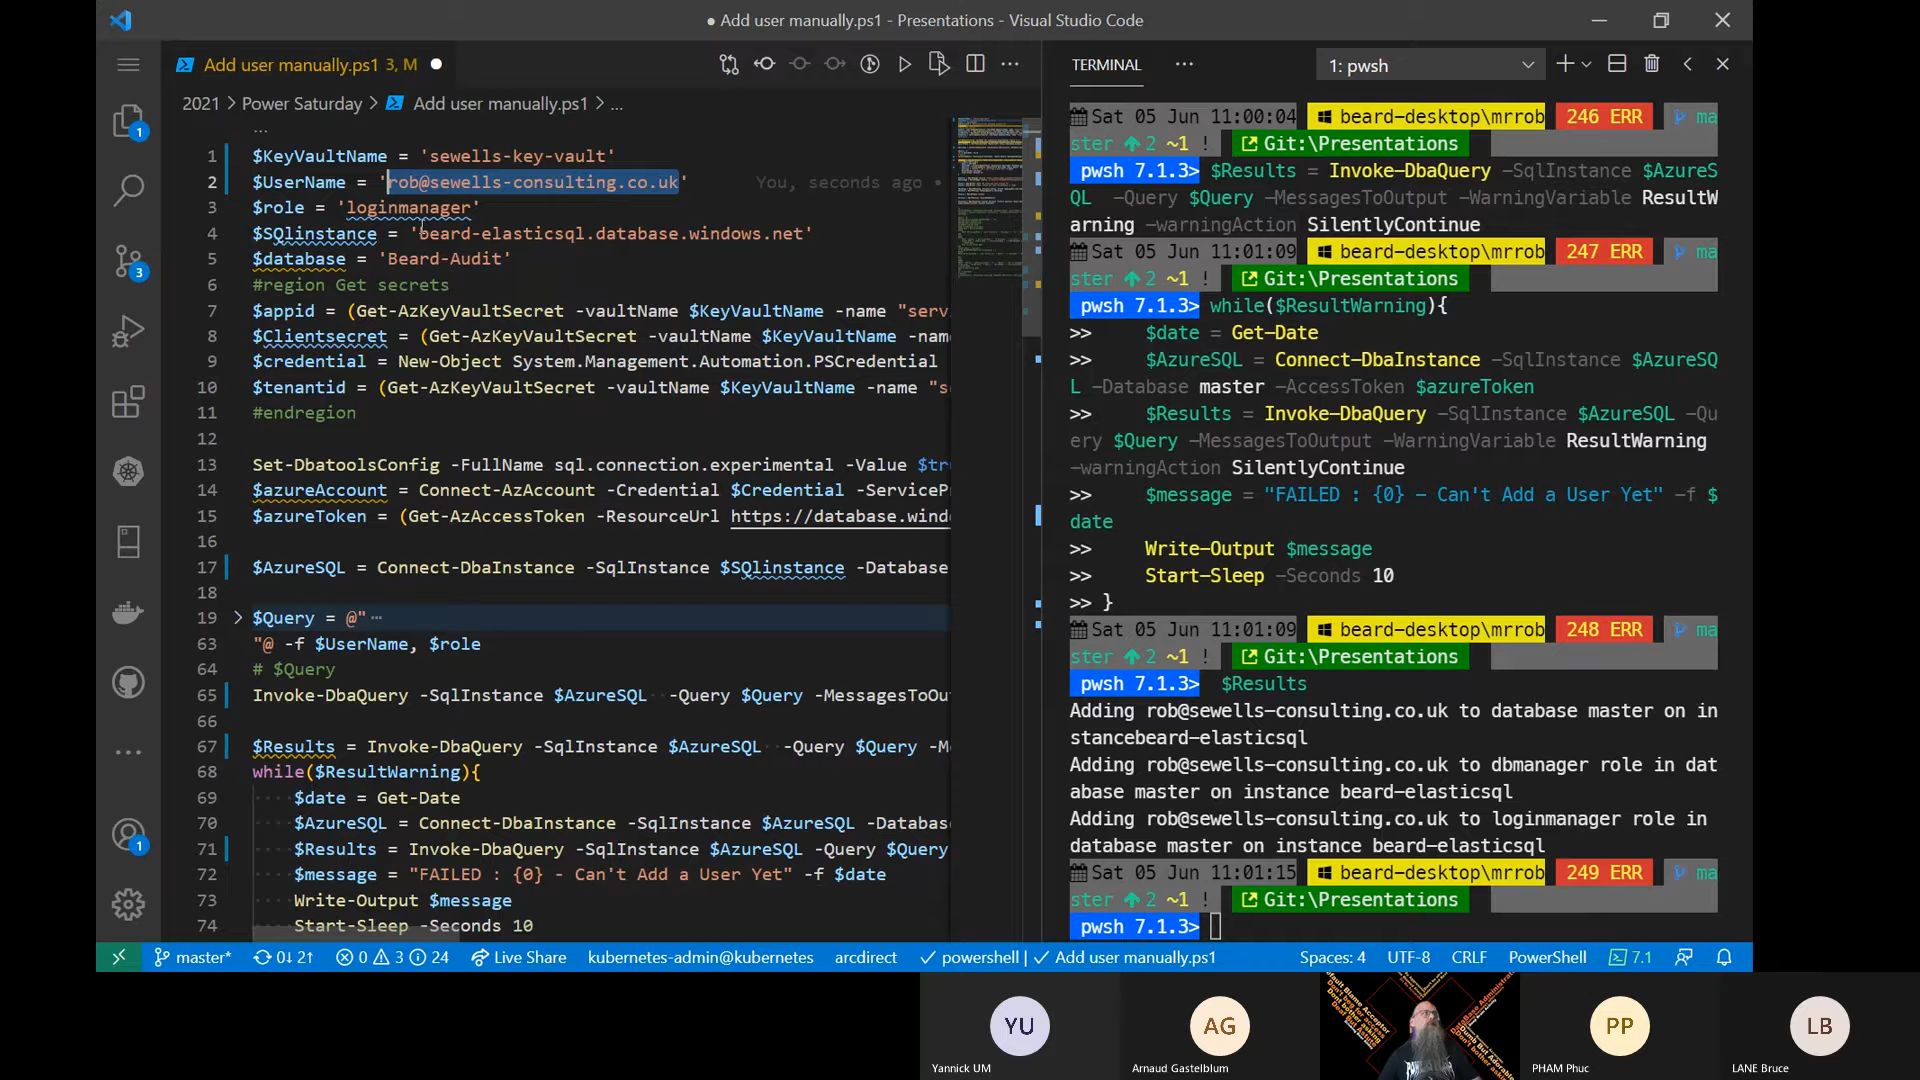 ● Add user manually.ps1 - Presentations - Visual Studio Code
Add user manually.ps1 3, M
2021 > Power Saturday > Add user manually.ps1 > ...
...
1 $KeyVaultName = 'sewells-key-vault'
2 $UserName = 'rob@sewells-consulting.co.uk' You, seconds ago •
3 $role = 'loginmanager'
4 $SQlinstance = 'beard-elasticsql.database.windows.net'
5 $database = 'Beard-Audit'
6 #region Get secrets
7 $appid = (Get-AzKeyVaultSecret -vaultName $KeyVaultName -name "serv
8 $Clientsecret = (Get-AzKeyVaultSecret -vaultName $KeyVaultName -nam
9 $credential = New-Object System.Management.Automation.PSCredential
10 $tenantid = (Get-AzKeyVaultSecret -vaultName $KeyVaultName -name "s
11 #endregion
12
13 Set-DbatoolsConfig -FullName sql.connection.experimental -Value $tr
14 $azureAccount = Connect-AzAccount -Credential $Credential -ServiceP
15 $azureToken = (Get-AzAccessToken -ResourceUrl https://database.wind
16
17 $AzureSQL = Connect-DbaInstance -SqlInstance $SQlinstance -Database
18
19 > $Query = @" ...
63 "@ -f $UserName, $role
64 # $Query
65 Invoke-DbaQuery -SqlInstance $AzureSQL -Query $Query -MessagesToOu
66
67 $Results = Invoke-DbaQuery -SqlInstance $AzureSQL -Query $Query -M
68 while($ResultWarning){
69 $date = Get-Date
70 $AzureSQL = Connect-DbaInstance -SqlInstance $AzureSQL -Databas
71 $Results = Invoke-DbaQuery -SqlInstance $AzureSQL -Query $Query
72 $message = "FAILED : {0} - Can't Add a User Yet" -f $date
73 Write-Output $message
74 Start-Sleep -Seconds 10
TERMINAL ... 1: pwsh
Sat 05 Jun 11:00:04 beard-desktop\mrrob 246 ERR ma
ster ↑2 ~1 ! Git:\Presentations
pwsh 7.1.3> $Results = Invoke-DbaQuery -SqlInstance $AzureS
QL -Query $Query -MessagesToOutput -WarningVariable ResultW
arning -warningAction SilentlyContinue
Sat 05 Jun 11:01:09 beard-desktop\mrrob 247 ERR ma
ster ↑2 ~1 ! Git:\Presentations
pwsh 7.1.3> while($ResultWarning){
>> $date = Get-Date
>> $AzureSQL = Connect-DbaInstance -SqlInstance $AzureSQ
L -Database master -AccessToken $azureToken
>> $Results = Invoke-DbaQuery -SqlInstance $AzureSQL -Qu
ery $Query -MessagesToOutput -WarningVariable ResultWarning
-warningAction SilentlyContinue
>> $message = "FAILED : {0} - Can't Add a User Yet" -f $
date
>> Write-Output $message
>> Start-Sleep -Seconds 10
>> }
Sat 05 Jun 11:01:09 beard-desktop\mrrob 248 ERR ma
ster ↑2 ~1 ! Git:\Presentations
pwsh 7.1.3> $Results
Adding rob@sewells-consulting.co.uk to database master on in
stancebeard-elasticsql
Adding rob@sewells-consulting.co.uk to dbmanager role in dat
abase master on instance beard-elasticsql
Adding rob@sewells-consulting.co.uk to loginmanager role in
database master on instance beard-elasticsql
Sat 05 Jun 11:01:15 beard-desktop\mrrob 249 ERR ma
ster ↑2 ~1 ! Git:\Presentations
pwsh 7.1.3>
1
3
1
master* 0↓ 2↑ 0 3 24 Live Share kubernetes-admin@kubernetes arcdirect ✓ powershell | ✓ Add user manually.ps1 Spaces: 4 UTF-8 CRLF PowerShell 7.1
YU AG PP LB
Yannick UM Arnaud Gastelblum PHAM Phuc LANE Bruce